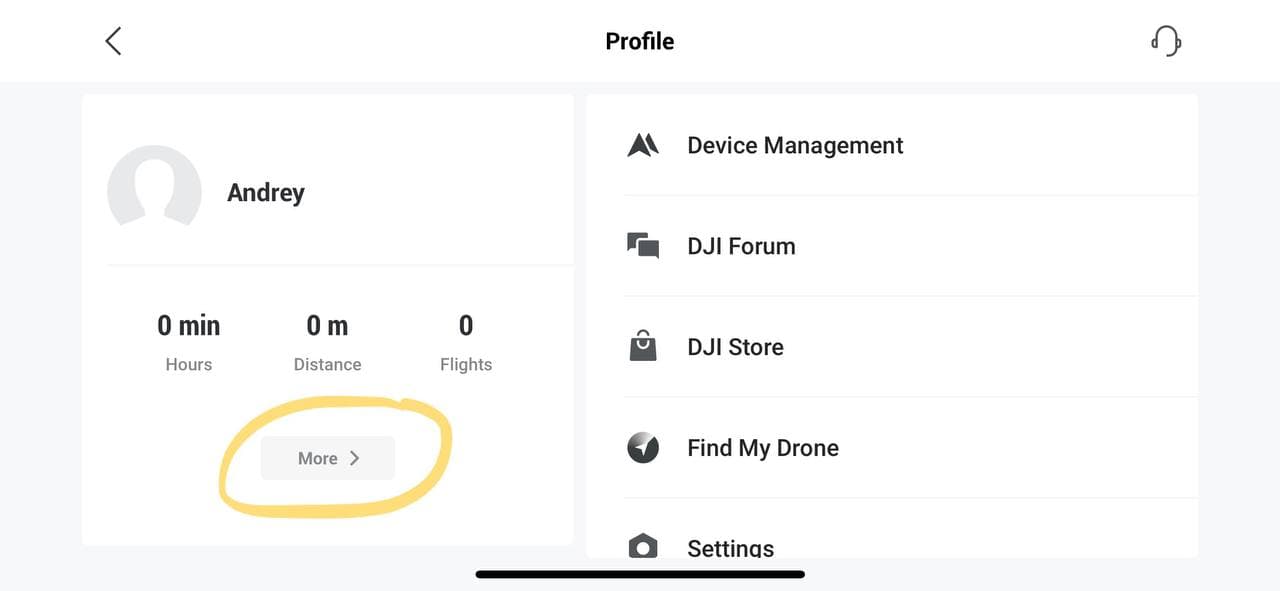 Profile
Andrey
0 min
0 m
0
Hours
Distance
Flights
More
Device Management
DJI Forum
DJI Store
Find My Drone
Settings